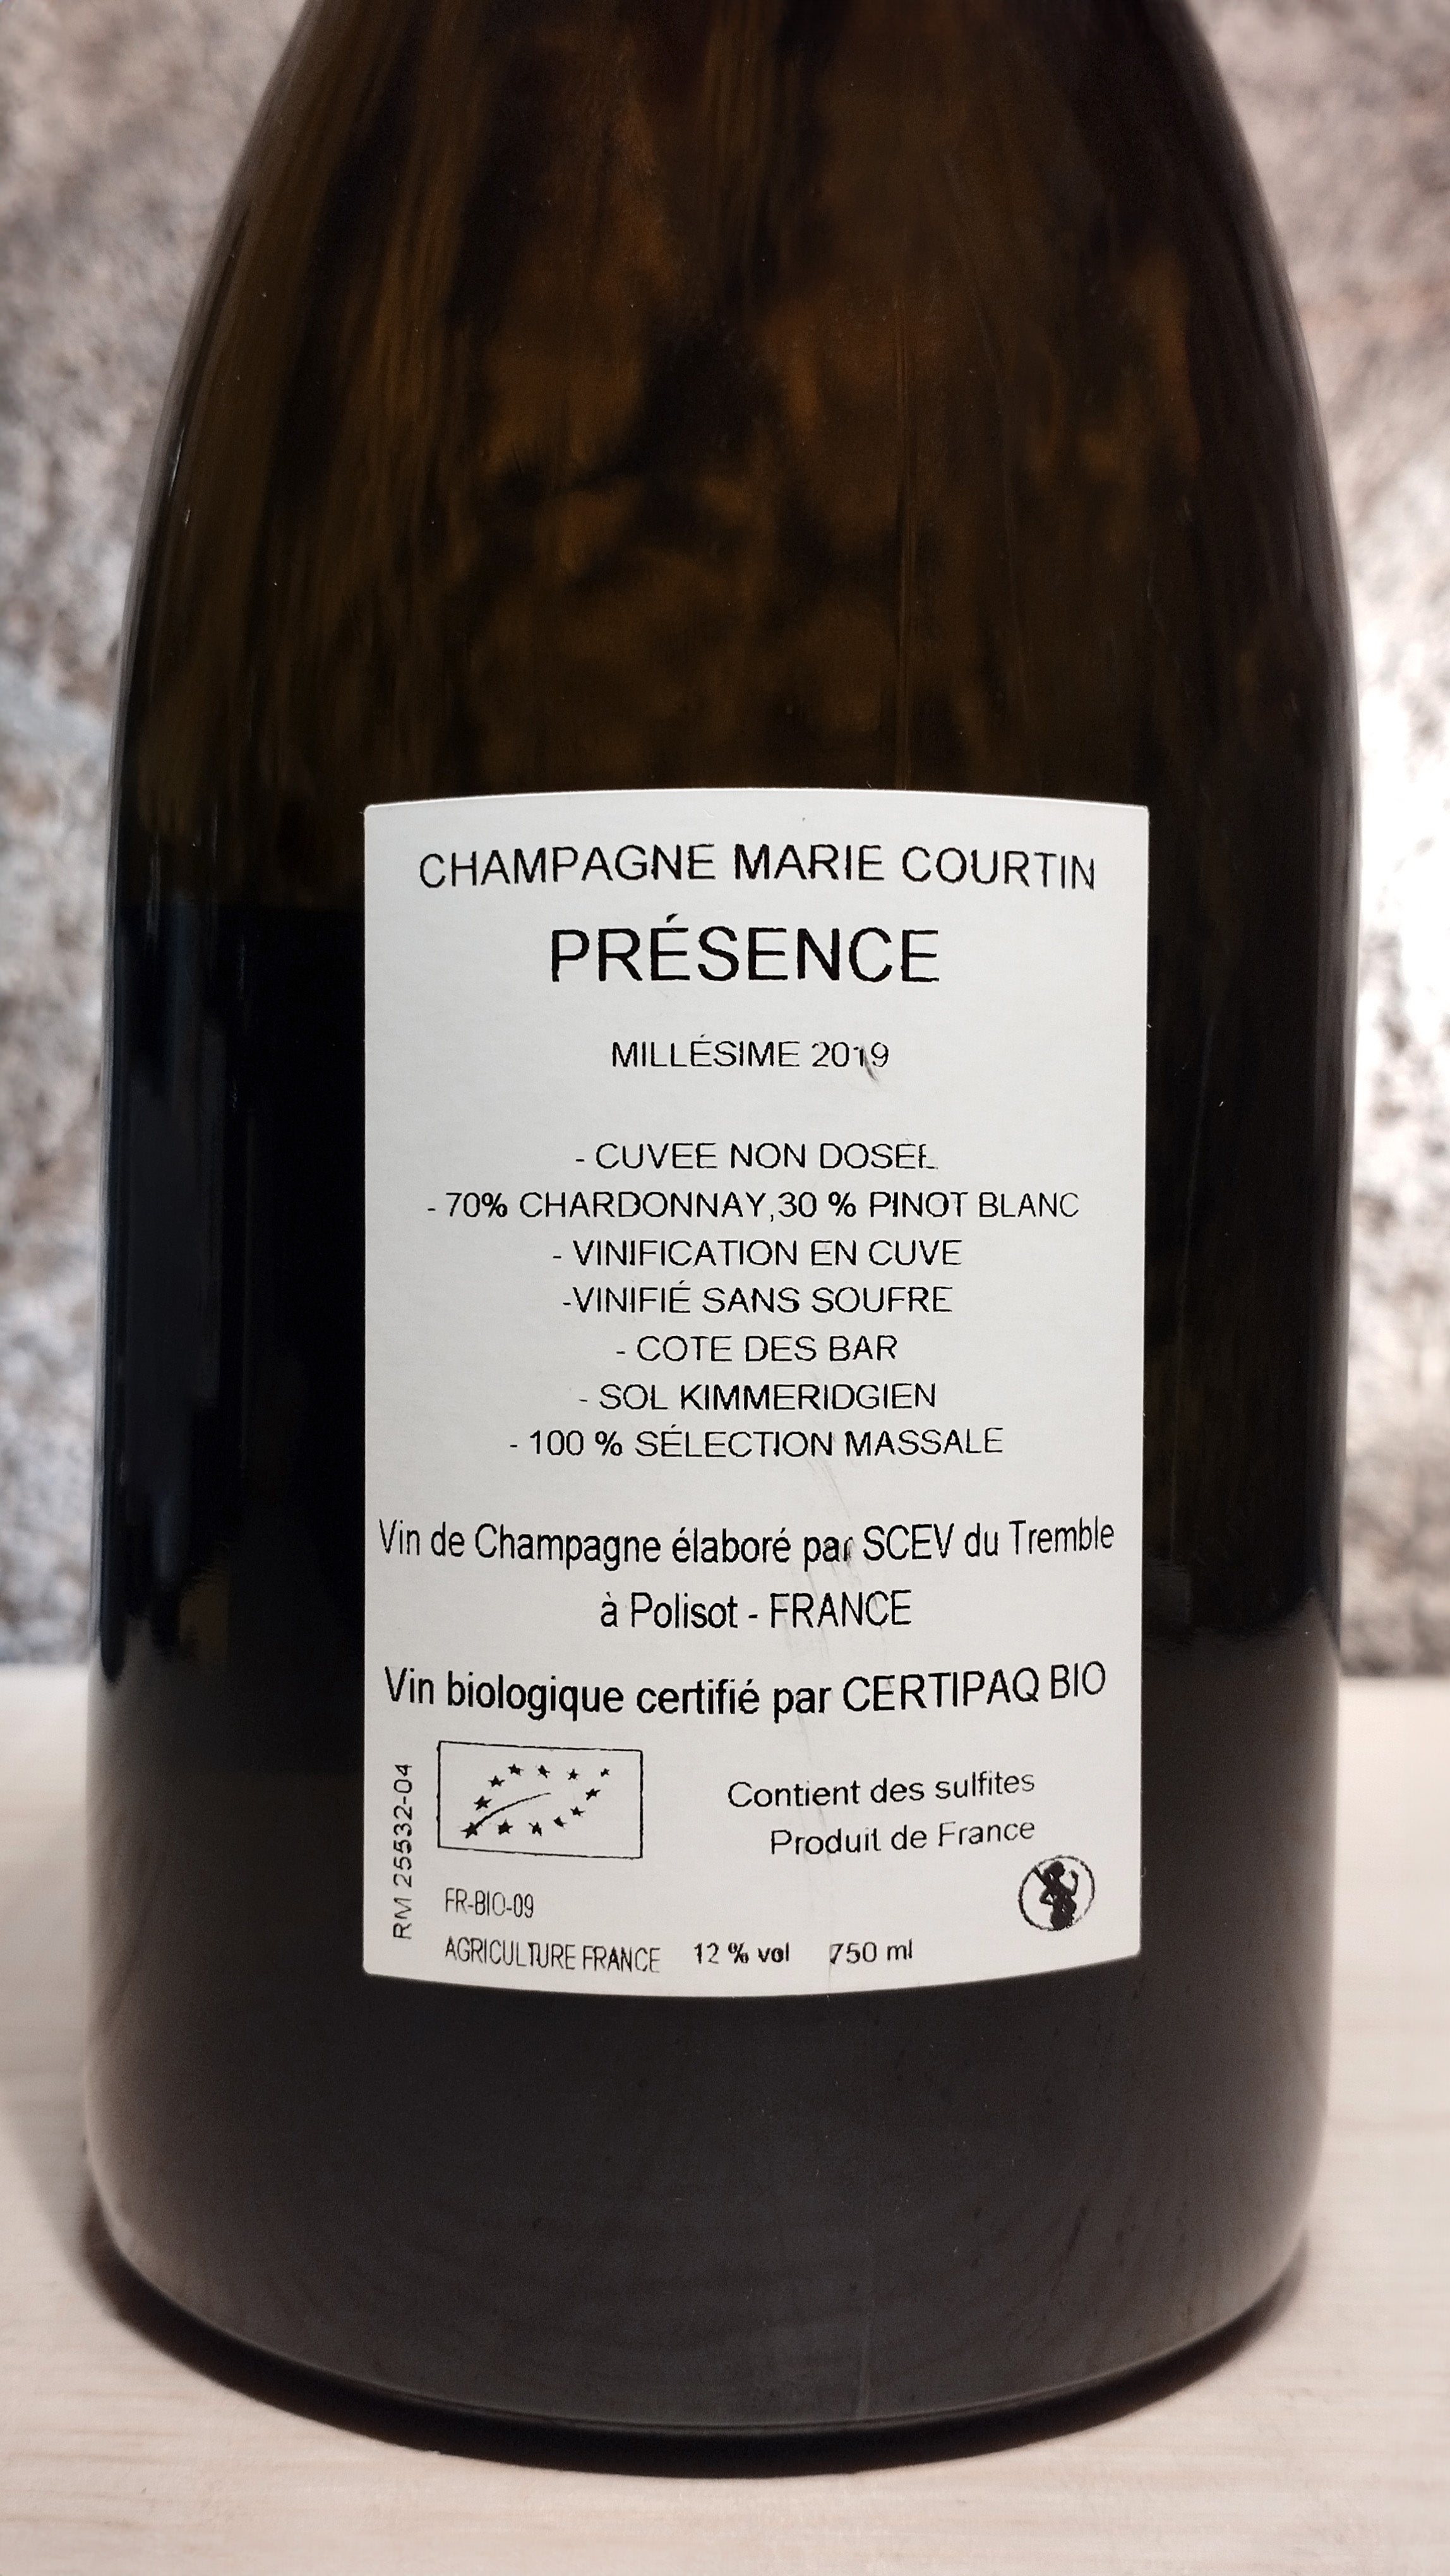 CHAMPAGNE MARIE COURTIN
PRÉSENCE
MILLÉSIME 2019
- CUVEE NON DOSEE
- 70% CHARDONNAY,30 % PINOT BLANC
- VINIFICATION EN CUVE
-VINIFIÉ SANS SOUFRE
- COTE DES BAR
- SOL KIMMERIDGIEN
- 100 % SÉLECTION MASSALE
Vin de Champagne élaboré par SCEV du Tremble
à Polisot - FRANCE
Vin biologique certifié par CERTIPAQ BIO
RM 25532-04
Contient des sulfites
Produit de France
FR-BIO-09
AGRICULTURE FRANCE 12 % vol 750 ml